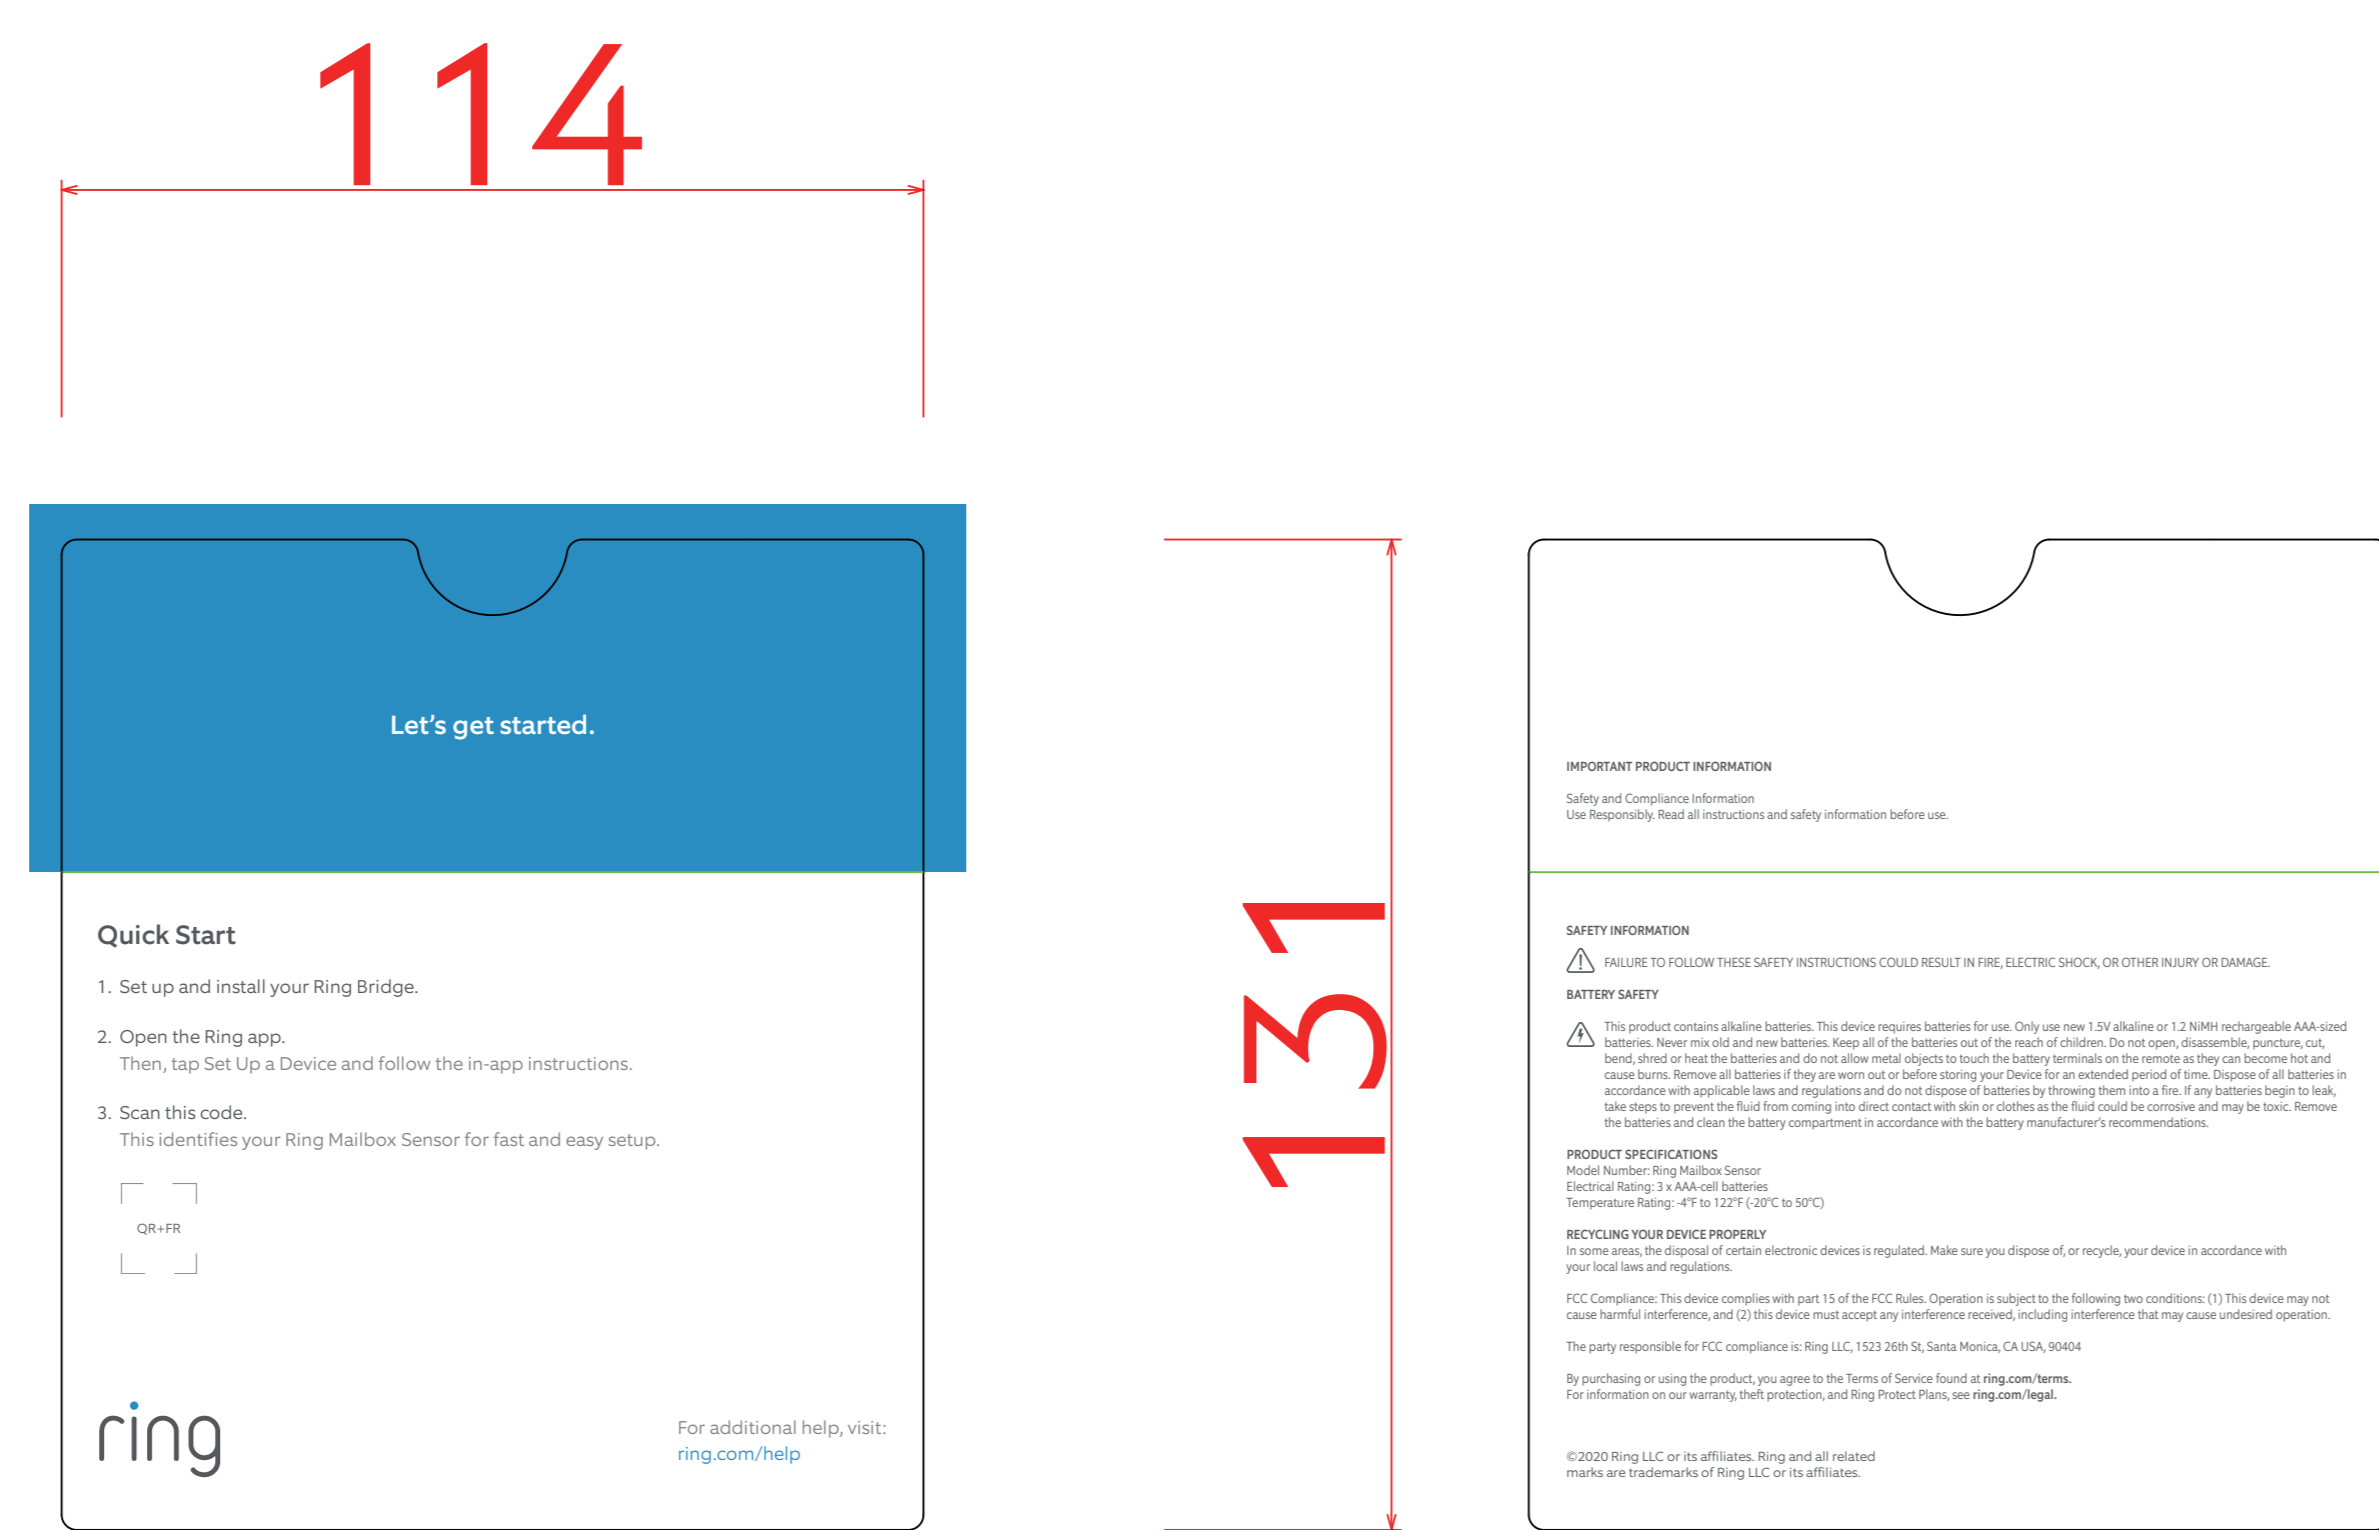 114
Let's get started.
Quick Start
1. Set up and install your Ring Bridge.
2. Open the Ring app.
Then, tap Set Up a Device and follow the in-app instructions.
3. Scan this code.
This identifies your Ring Mailbox Sensor for fast and easy setup.
QR+FR
ring
For additional help, visit:
ring.com/help
131
IMPORTANT PRODUCT INFORMATION
Safety and Compliance Information
Use Responsibly. Read all instructions and safety information before use.
SAFETY INFORMATION
FAILURE TO FOLLOW THESE SAFETY INSTRUCTIONS COULD RESULT IN FIRE, ELECTRIC SHOCK, OR OTHER INJURY OR DAMAGE.
BATTERY SAFETY
This product contains alkaline batteries. This device requires batteries for use. Only use new 1.5V alkaline or 1.2 NiMH rechargeable AAA-sized
batteries. Never mix old and new batteries. Keep all of the batteries out of the reach of children. Do not open, disassemble, puncture, cut,
bend, shred or heat the batteries and do not allow metal objects to touch the battery terminals on the remote as they can become hot and
cause burns. Remove all batteries if they are worn out or before storing your Device for an extended period of time. Dispose of all batteries in
accordance with applicable laws and regulations and do not dispose of batteries by throwing them into a fire. If any batteries begin to leak,
take steps to prevent the fluid from coming into direct contact with skin or clothes as the fluid could be corrosive and may be toxic. Remove
the batteries and clean the battery compartment in accordance with the battery manufacturer's recommendations.
PRODUCT SPECIFICATIONS
Model Number: Ring Mailbox Sensor
Electrical Rating: 3 x AAA-cell batteries
Temperature Rating: -4°F to 122°F (-20°C to 50°C)
RECYCLING YOUR DEVICE PROPERLY
In some areas, the disposal of certain electronic devices is regulated. Make sure you dispose of, or recycle, your device in accordance with
your local laws and regulations.
FCC Compliance: This device complies with part 15 of the FCC Rules. Operation is subject to the following two conditions: (1) This device may not
cause harmful interference, and (2) this device must accept any interference received, including interference that may cause undesired operation.
The party responsible for FCC compliance is: Ring LLC, 1523 26th St, Santa Monica, CA USA, 90404
By purchasing or using the product, you agree to the Terms of Service found at ring.com/terms.
For information on our warranty, theft protection, and Ring Protect Plans, see ring.com/legal.
©2020 Ring LLC or its affiliates. Ring and all related
marks are trademarks of Ring LLC or its affiliates.